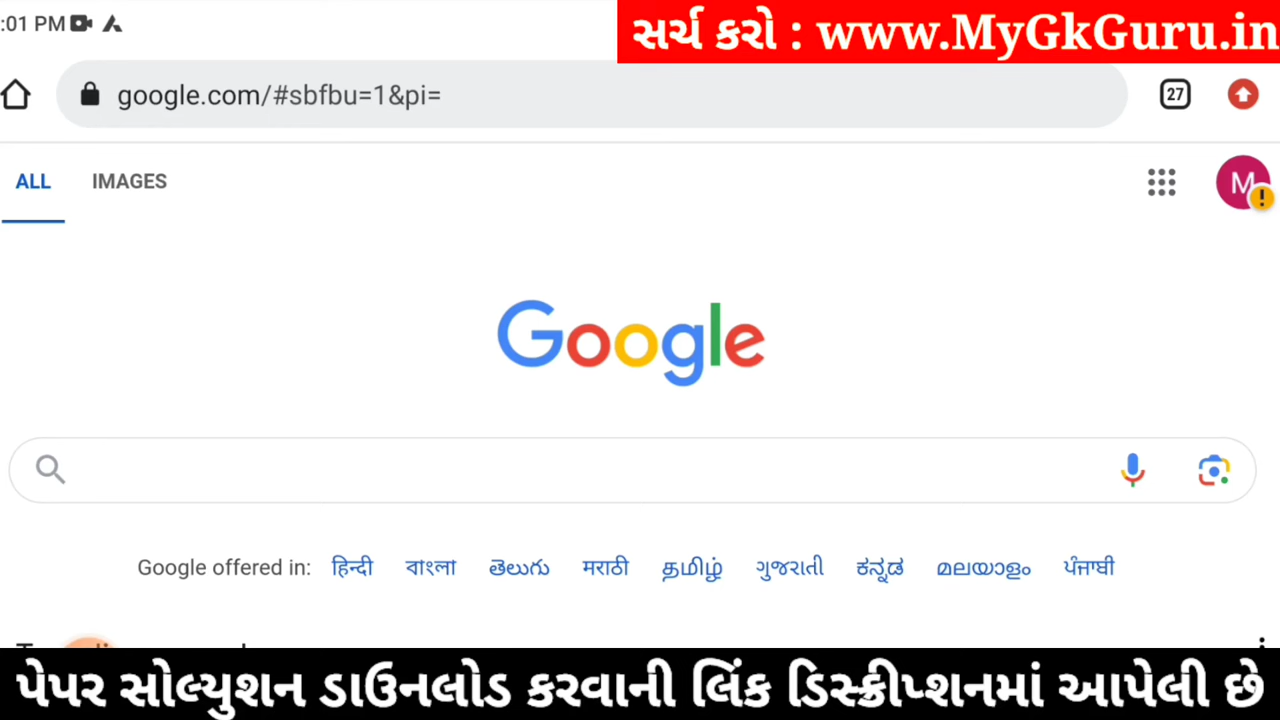 :01 PM
સર્ચ કરો : www.MyGkGuru.in
google.com/#sbfbu=1&pi=
27
ALL IMAGES
M
Google
Google offered in: हिन्दी বাংলা తెలుగు मराठी தமிழ் ગુજરાતી ಕನ್ನಡ മലയാളം ਪੰਜਾਬੀ
પેપર સોલ્યુશન ડાઉનલોડ કરવાની લિંક ડિસ્ક્રીપ્શનમાં આપેલી છે